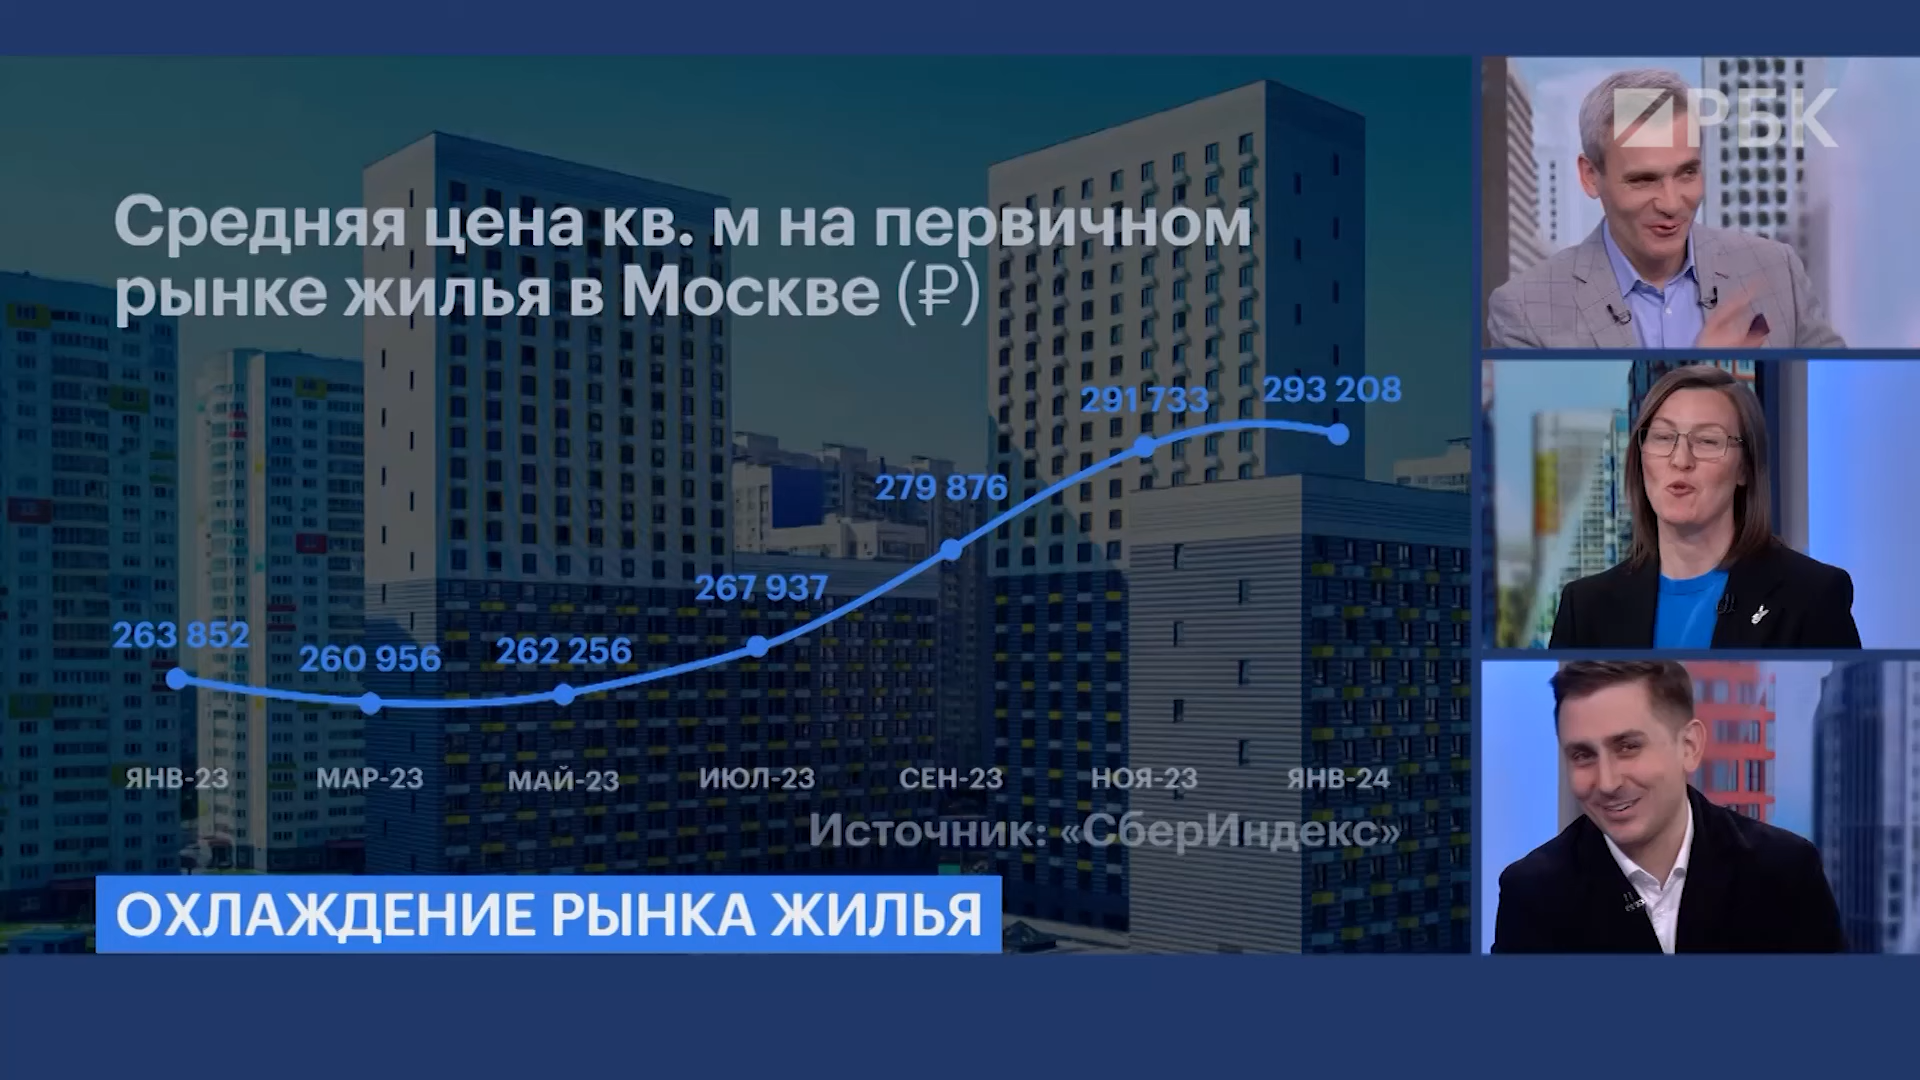 РБК
Средняя цена кв. м на первичном
рынке жилья в Москве (₽)
263 852
260 956
262 256
267 937
279 876
291 733
293 208
ЯНВ-23
МАР-23
МАЙ-23
ИЮЛ-23
СЕН-23
НОЯ-23
ЯНВ-24
Источник: «СберИндекс»
ОХЛАЖДЕНИЕ РЫНКА ЖИЛЬЯ